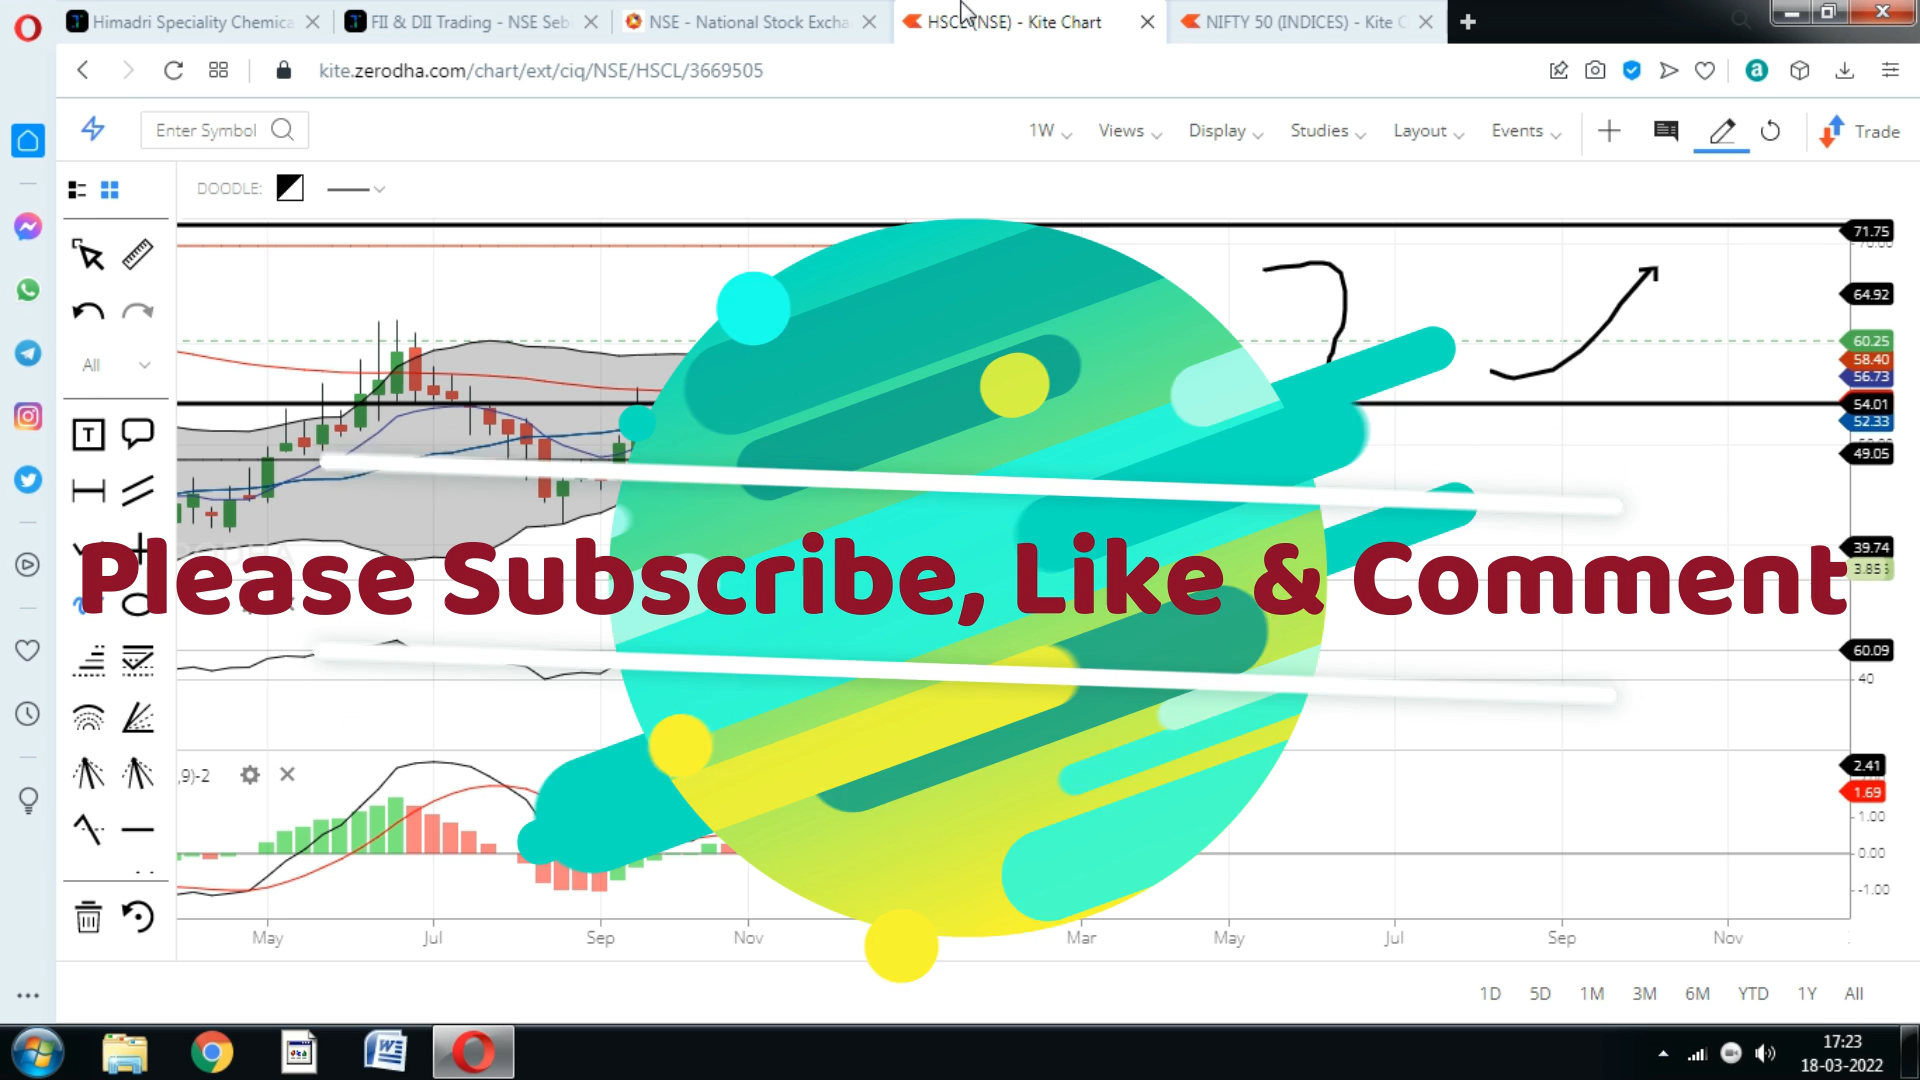 Himadri Speciality Chemica
FII & DII Trading - NSE Seb
NSE - National Stock Excha
HSCL (NSE) - Kite Chart
NIFTY 50 (INDICES) - Kite C
kite.zerodha.com/chart/ext/ciq/NSE/HSCL/3669505
Enter Symbol
1W
Views
Display
Studies
Layout
Events
Trade
DOODLE:
All
71.75
64.92
60.25
58.40
56.73
54.01
52.33
49.05
39.74
Please Subscribe, Like & Comment
60.09
40
,9)-2
2.41
1.69
1.00
0.00
-1.00
May
Jul
Sep
Nov
Mar
May
Jul
Sep
Nov
1D
5D
1M
3M
6M
YTD
1Y
All
17:23
18-03-2022